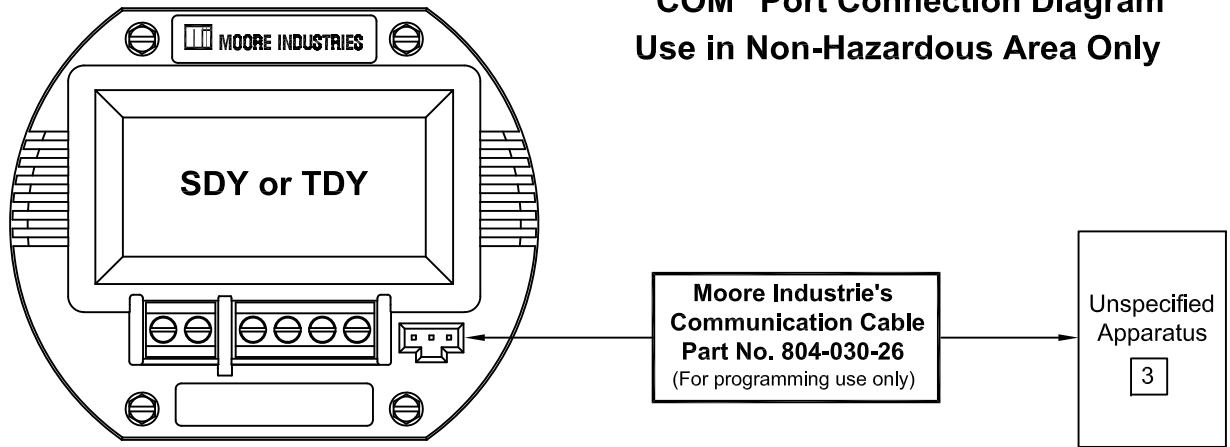 "COM" Port Connection Diagram
Use in Non-Hazardous Area Only
MOORE INDUSTRIES
SDY or TDY
Moore Industrie's
Communication Cable
Part No. 804-030-26
(For programming use only)
Unspecified
Apparatus
3